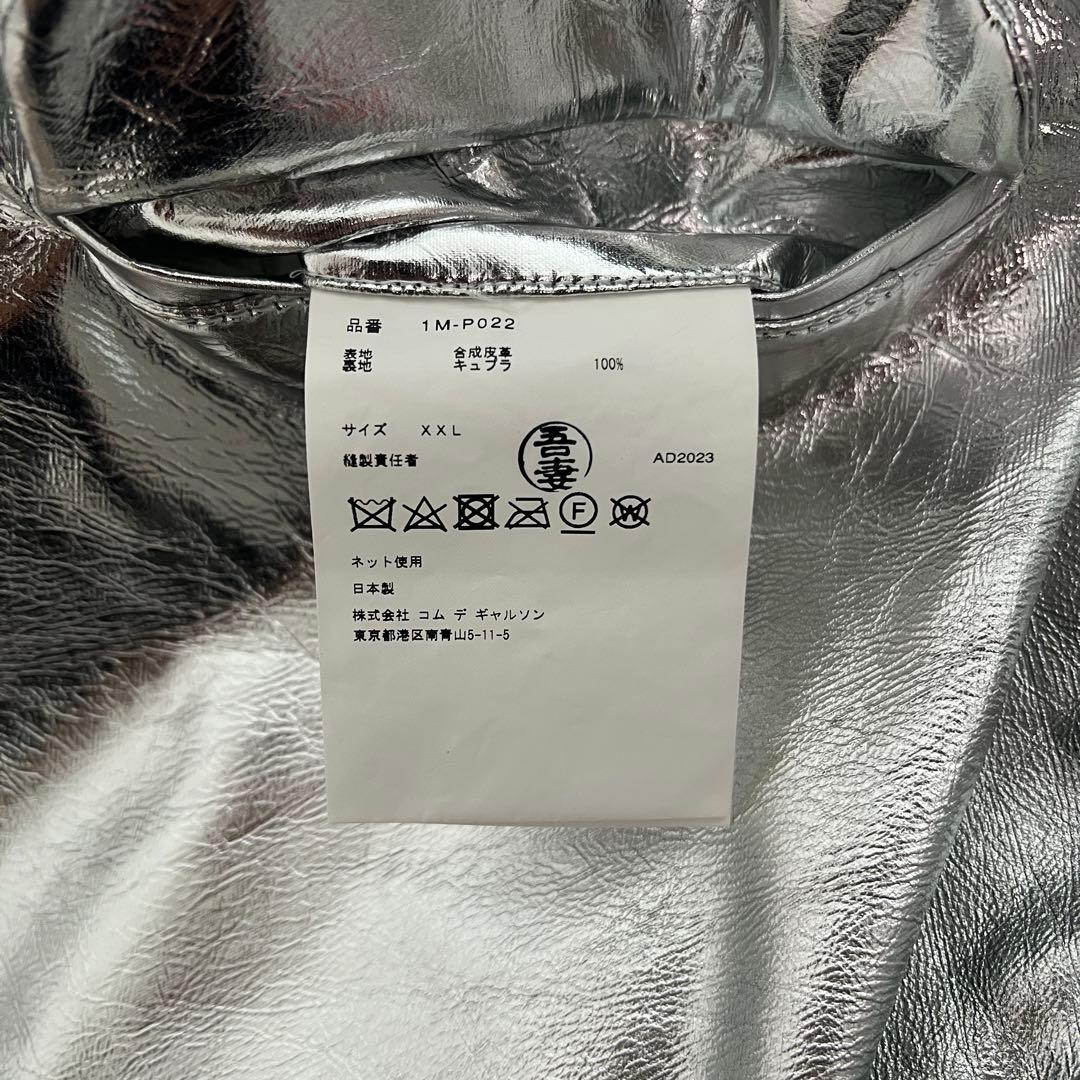 品番 1M-P022
表地 合成皮革
裏地 キュプラ 100%
サイズ XXL
吾妻
縫製責任者 AD2023
F W
ネット使用
日本製
株式会社 コム デ ギャルソン
東京都港区南青山5-11-5